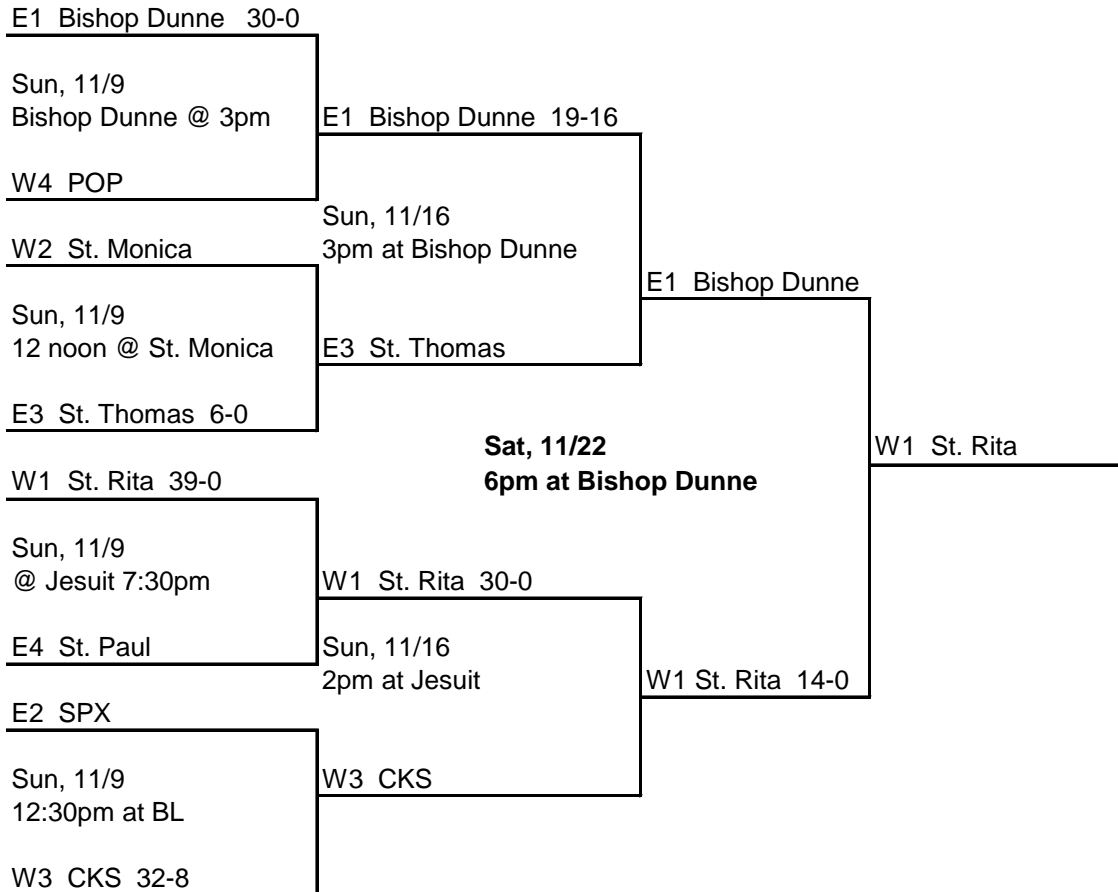 E1 Bishop Dunne 30-0
Sun, 11/9
Bishop Dunne @ 3pm
E1 Bishop Dunne 19-16
W4 POP
Sun, 11/16
W2 St. Monica
3pm at Bishop Dunne
E1 Bishop Dunne
Sun, 11/9
12 noon @ St. Monica
E3 St. Thomas
E3 St. Thomas 6-0
Sat, 11/22
W1 St. Rita
W1 St. Rita 39-0
6pm at Bishop Dunne
Sun, 11/9
@ Jesuit 7:30pm
W1 St. Rita 30-0
E4 St. Paul
Sun, 11/16
2pm at Jesuit
W1 St. Rita 14-0
E2 SPX
Sun, 11/9
W3 CKS
12:30pm at BL
W3 CKS 32-8